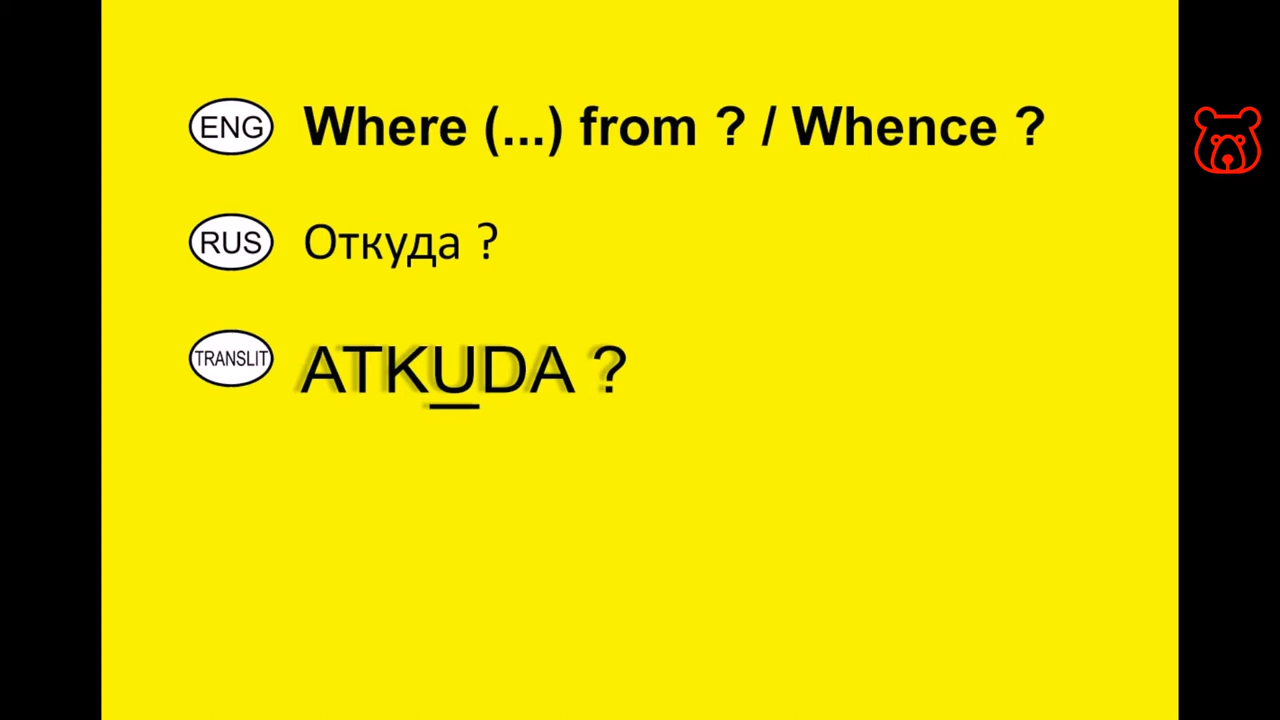 ENG Where (...) from ? / Whence ?
RUS Откуда ?
TRANSLIT ATKUDA ?